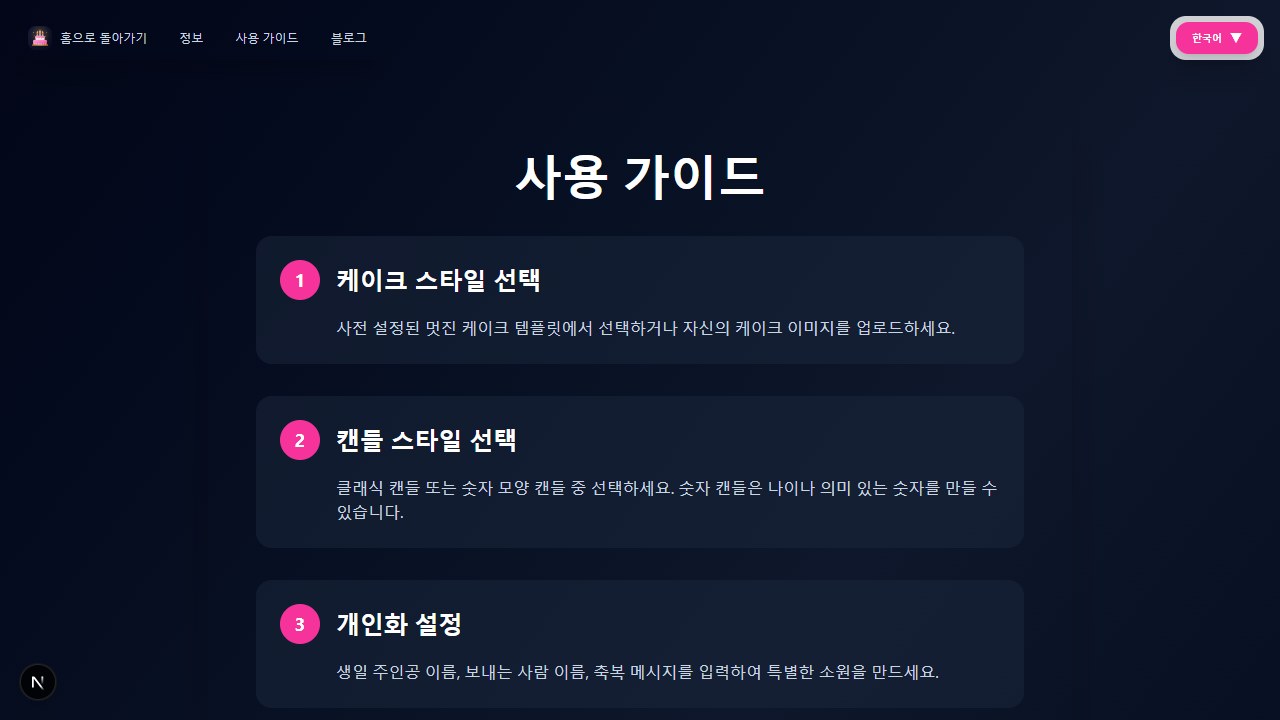 홈으로 돌아가기
정보
사용 가이드
블로그
한국어 ▼
사용 가이드
1
케이크 스타일 선택
사전 설정된 멋진 케이크 템플릿에서 선택하거나 자신의 케이크 이미지를 업로드하세요.
2
캔들 스타일 선택
클래식 캔들 또는 숫자 모양 캔들 중 선택하세요. 숫자 캔들은 나이나 의미 있는 숫자를 만들 수
있습니다.
3
개인화 설정
생일 주인공 이름, 보내는 사람 이름, 축복 메시지를 입력하여 특별한 소원을 만드세요.
N